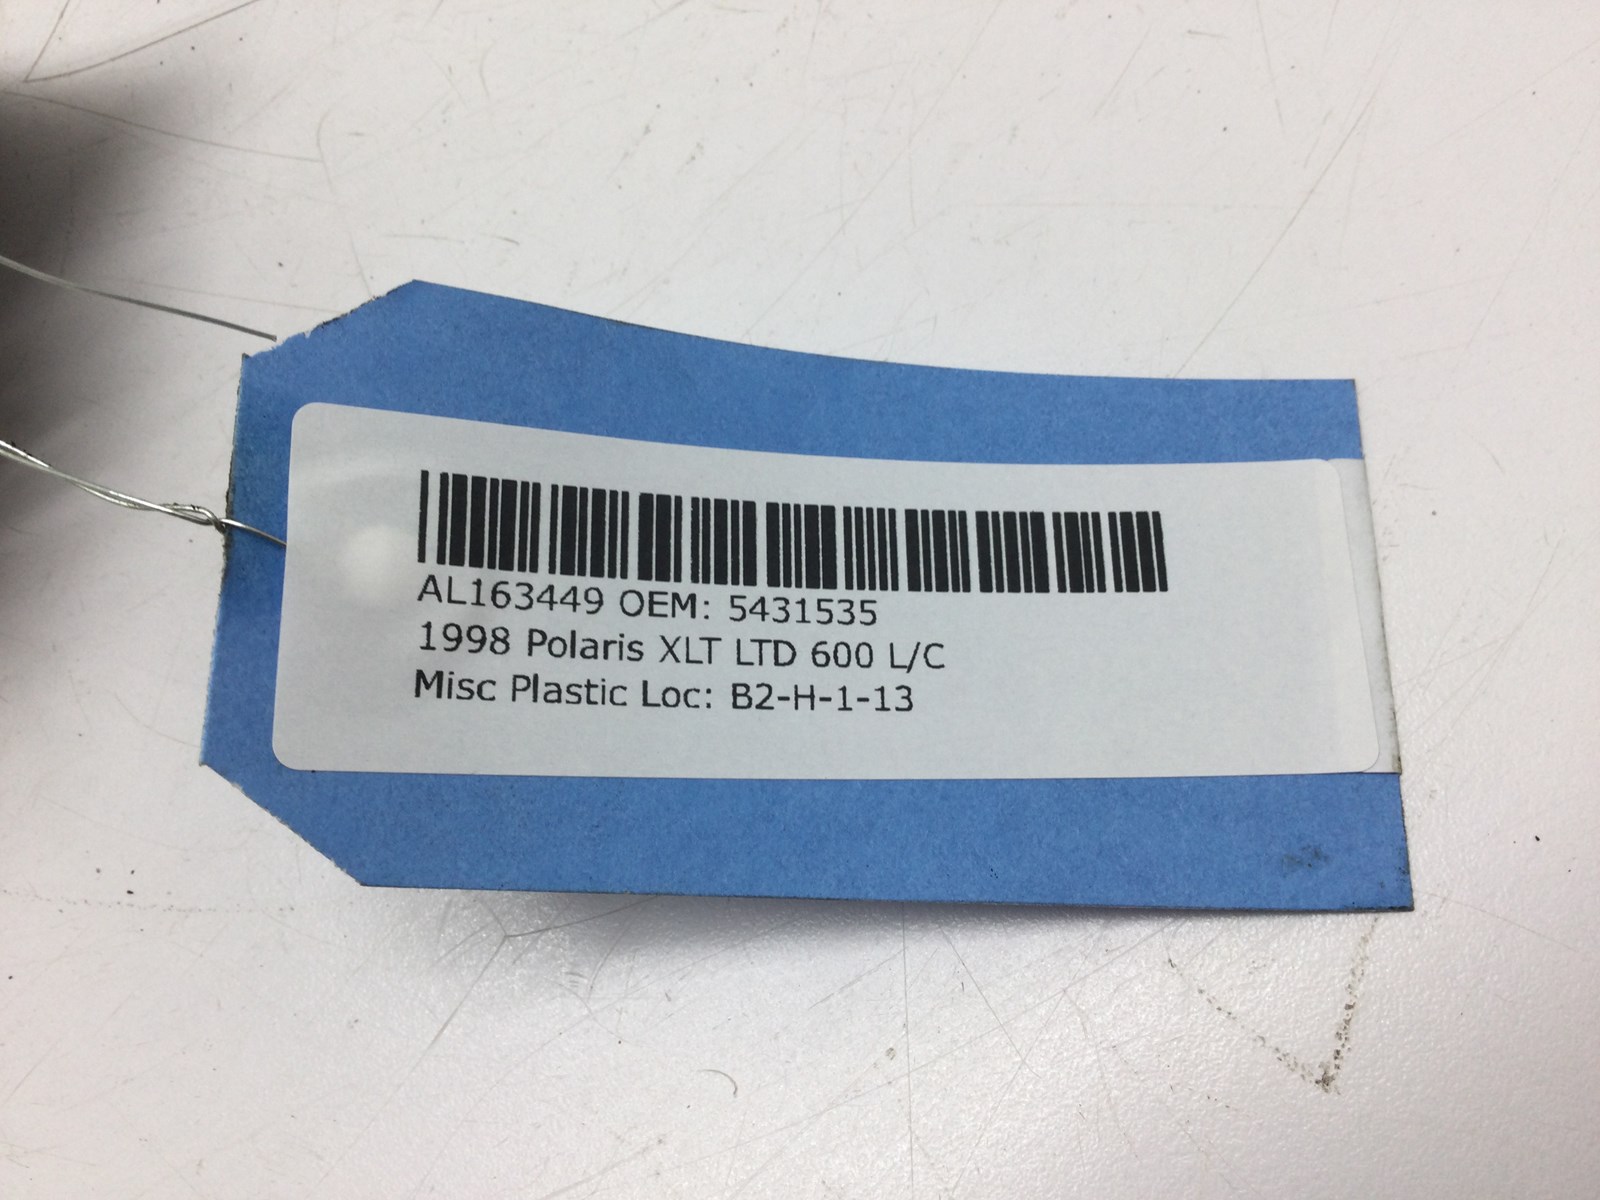 AL163449 OEM: 5431535
1998 Polaris XLT LTD 600 L/C
Misc Plastic Loc: B2-H-1-13